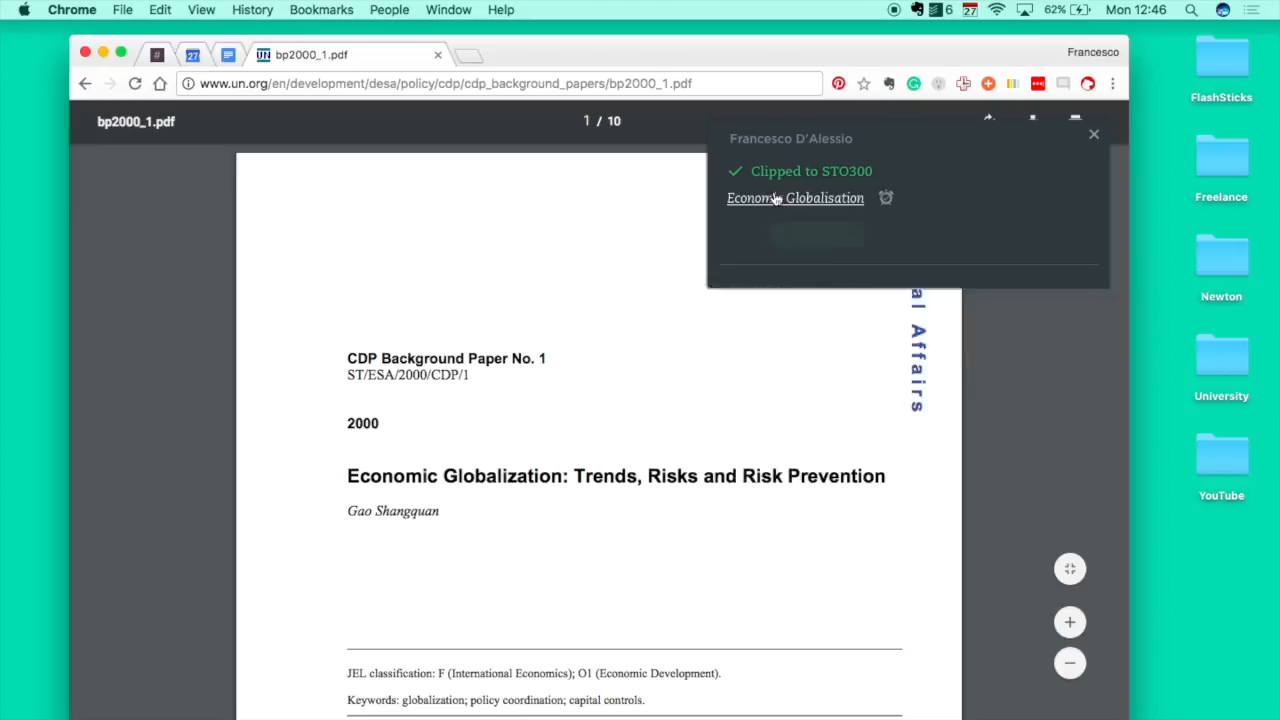 Chrome File Edit View History Bookmarks People Window Help 6 27 62% Mon 12:46
# 27 UN bp2000_1.pdf Francesco
www.un.org/en/development/desa/policy/cdp/cdp_background_papers/bp2000_1.pdf
bp2000_1.pdf 1 / 10
Francesco D'Alessio
Clipped to STO300
Economic Globalisation
al Affairs
CDP Background Paper No. 1
ST/ESA/2000/CDP/1
2000
Economic Globalization: Trends, Risks and Risk Prevention
Gao Shangquan
JEL classification: F (International Economics); O1 (Economic Development).
Keywords: globalization; policy coordination; capital controls.
FlashSticks
Freelance
Newton
University
YouTube